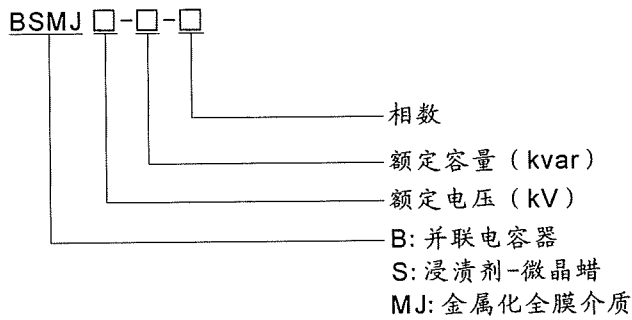 BSMJ □-□-□
相数
额定容量（kvar）
额定电压（kV）
B: 并联电容器
S: 浸渍剂-微晶蜡
MJ: 金属化全膜介质